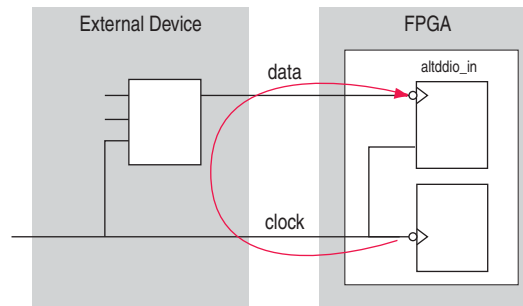 External Device
FPGA
altddio_in
data
clock